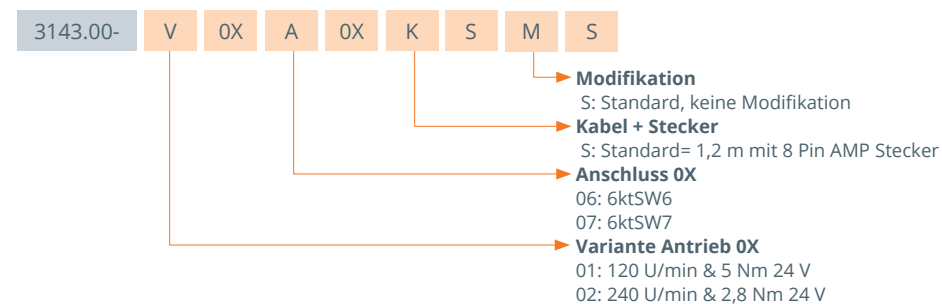 3143.00- V 0X A 0X K S M S
Modifikation
S: Standard, keine Modifikation
Kabel + Stecker
S: Standard= 1,2 m mit 8 Pin AMP Stecker
Anschluss 0X
06: 6ktSW6
07: 6ktSW7
Variante Antrieb 0X
01: 120 U/min & 5 Nm 24 V
02: 240 U/min & 2,8 Nm 24 V